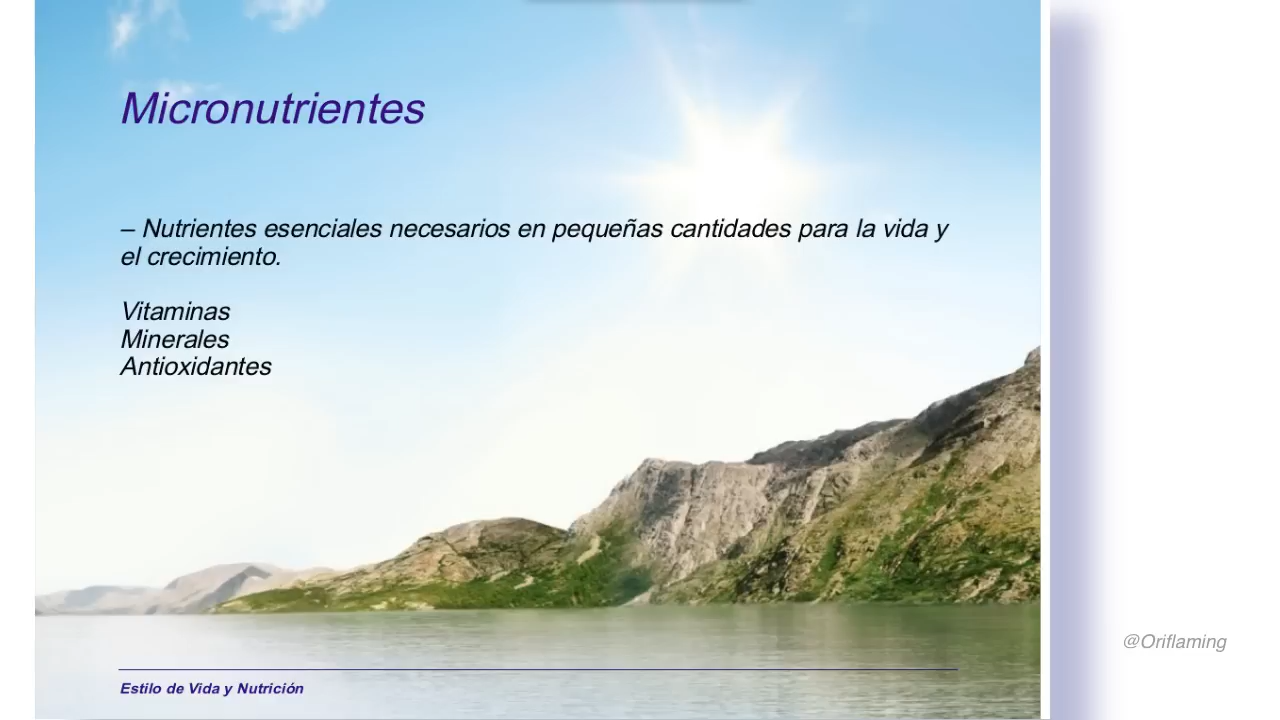 Micronutrientes
– Nutrientes esenciales necesarios en pequeñas cantidades para la vida y
el crecimiento.
Vitaminas
Minerales
Antioxidantes
@Oriflaming
Estilo de Vida y Nutrición